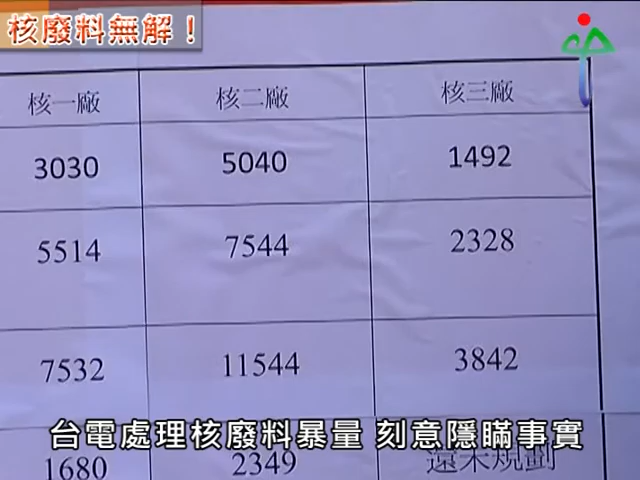 核廢料無解！
核一廠 核二廠 核三廠
3030 5040 1492
5514 7544 2328
7532 11544 3842
1680 2349 還未規劃
台電處理核廢料暴量 刻意隱瞞事實